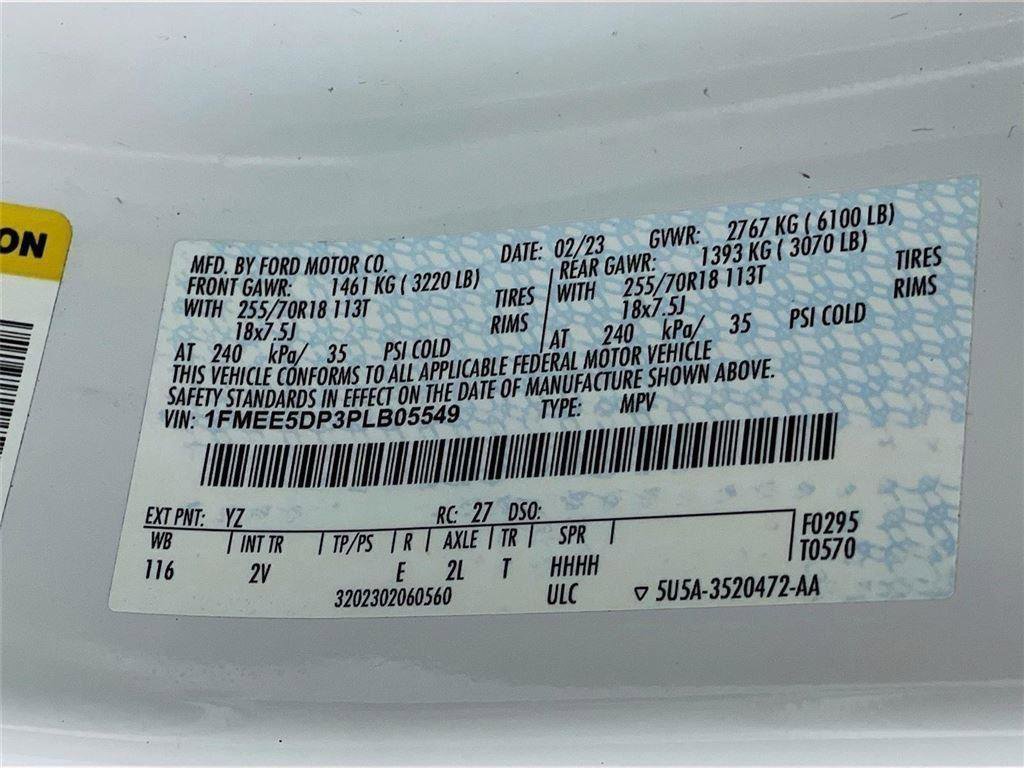 ON
MFD. BY FORD MOTOR CO. DATE: 02/23 GVWR: 2767 KG ( 6100 LB)
FRONT GAWR: 1461 KG ( 3220 LB) REAR GAWR: 1393 KG ( 3070 LB)
WITH 255/70R18 113T TIRES WITH 255/70R18 113T TIRES
18x7.5J RIMS 18x7.5J RIMS
AT 240 kPa/ 35 PSI COLD AT 240 kPa/ 35 PSI COLD
THIS VEHICLE CONFORMS TO ALL APPLICABLE FEDERAL MOTOR VEHICLE
SAFETY STANDARDS IN EFFECT ON THE DATE OF MANUFACTURE SHOWN ABOVE.
VIN: 1FMEE5DP3PLB05549 TYPE: MPV
EXT PNT: YZ RC: 27 DSO: F0295
WB INT TR TP/PS R AXLE TR SPR T0570
116 2V E 2L T HHHH
3202302060560 ULC ▽ 5U5A-3520472-AA